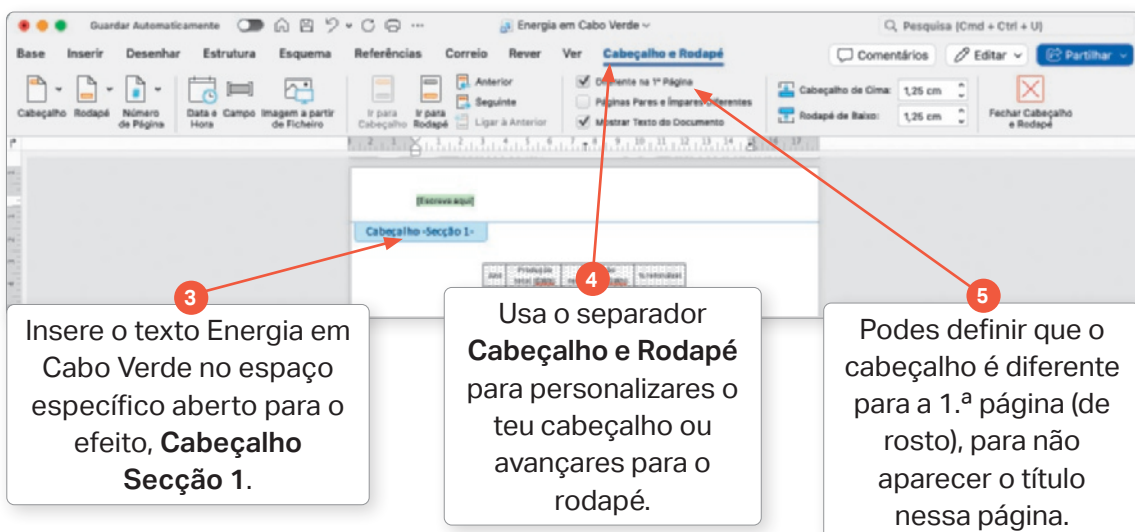 Guardar Automaticamente
Energia em Cabo Verde
Pesquisa (Cmd + Ctrl + U)
Base Inserir Desenhar Estrutura Esquema Referências Correio Rever Ver Cabeçalho e Rodapé
Comentários Editar Partilhar
Cabeçalho Rodapé Número de Página Data e Hora Campo Imagem a partir de Ficheiro Ir para Cabeçalho Ir para Rodapé
Anterior
Seguinte
Ligar à Anterior
na 1ª Página
Páginas Pares e Ímpares Diferentes
Mostrar Texto do Documento
Cabeçalho de Cima: 1,25 cm
Rodapé de Baixo: 1,25 cm
Fechar Cabeçalho e Rodapé
[Escreva aqui]
Cabeçalho -Secção 1-
3
Insere o texto Energia em
Cabo Verde no espaço
específico aberto para o
efeito, Cabeçalho
Secção 1.
4
Usa o separador
Cabeçalho e Rodapé
para personalizares o
teu cabeçalho ou
avançares para o
rodapé.
5
Podes definir que o
cabeçalho é diferente
para a 1.ª página (de
rosto), para não
aparecer o título
nessa página.